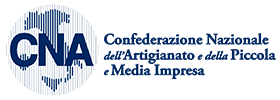 CNA
Confederazione Nazionale
dell'Artigianato e della Piccola
e Media Impresa